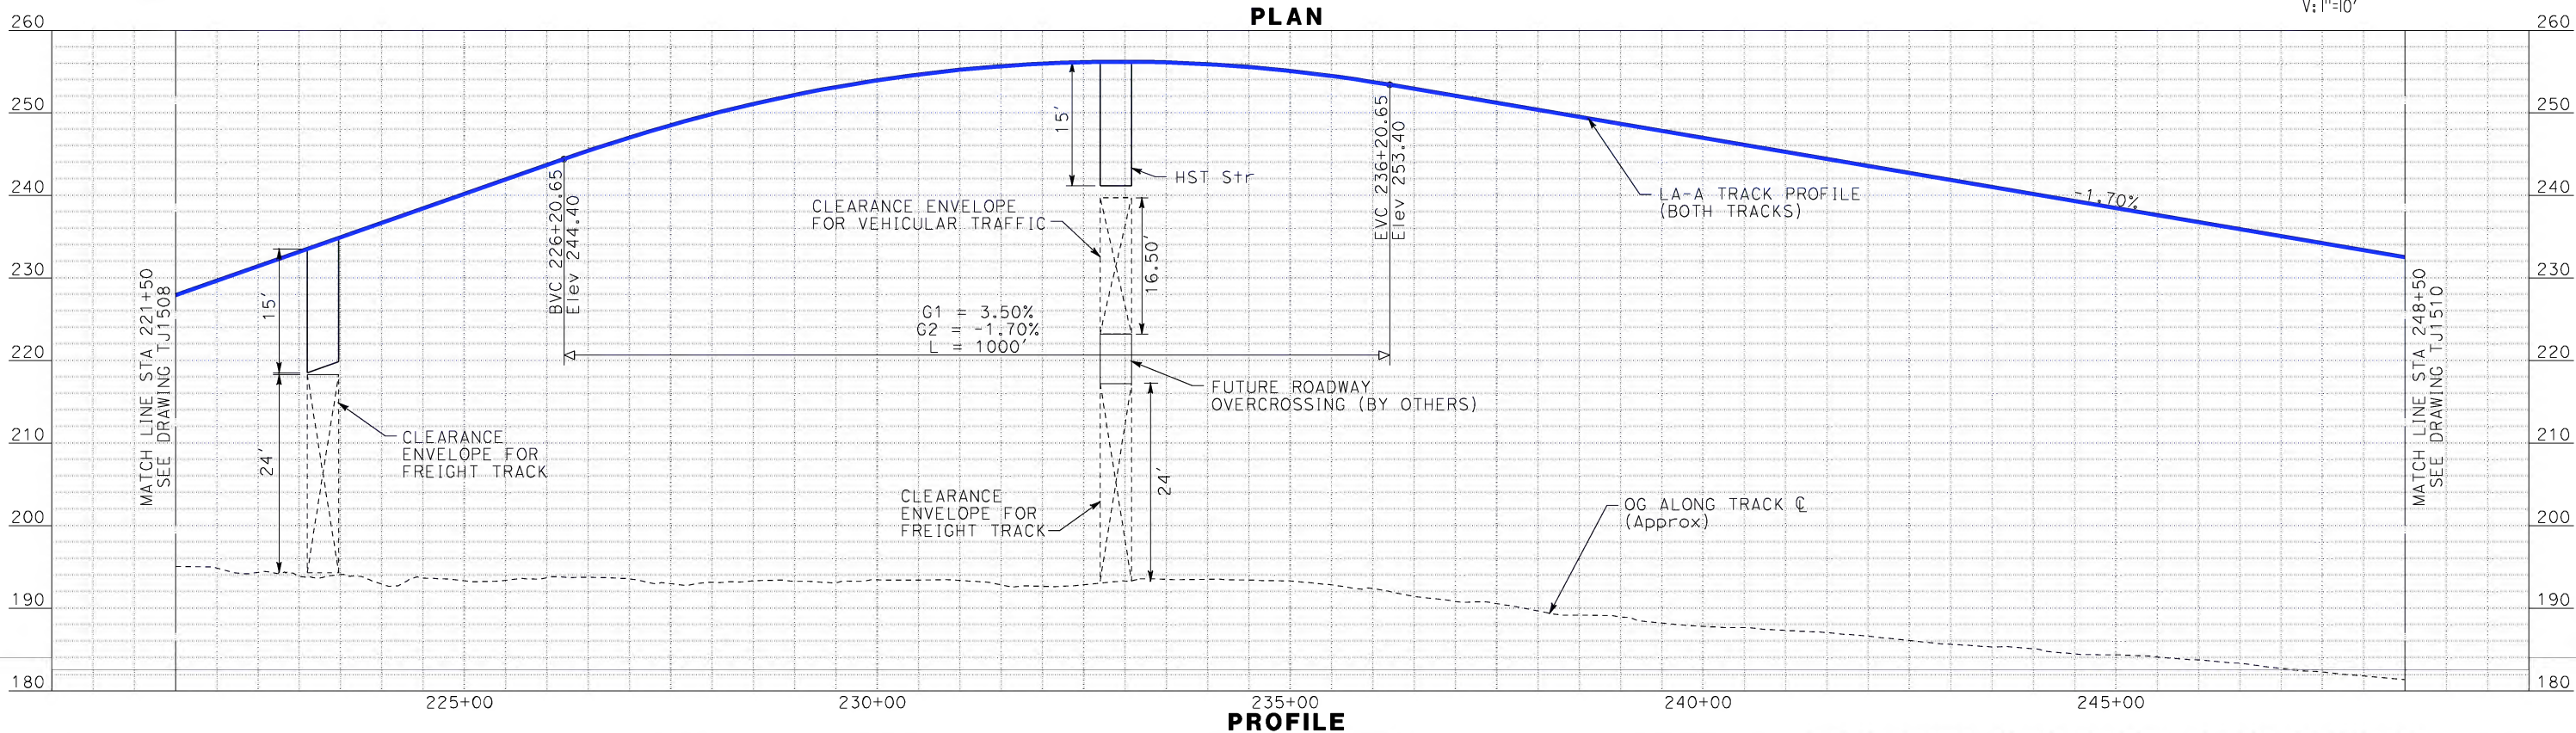 PLAN
V: 1"=10'
260
250
240
230
220
210
200
190
180
260
250
240
230
220
210
200
190
180
MATCH LINE STA 221+50
SEE DRAWING TJ1508
15'
24'
CLEARANCE
ENVELOPE FOR
FREIGHT TRACK
BVC 226+20.65
Elev 244.40
G1 = 3.50%
G2 = -1.70%
L = 1000'
CLEARANCE ENVELOPE
FOR VEHICULAR TRAFFIC
15'
HST Str
16.50'
FUTURE ROADWAY
OVERCROSSING (BY OTHERS)
CLEARANCE
ENVELOPE FOR
FREIGHT TRACK
24'
EVC 236+20.65
Elev 253.40
LA-A TRACK PROFILE
(BOTH TRACKS)
-1.70%
OG ALONG TRACK ℄
(Approx)
MATCH LINE STA 248+50
SEE DRAWING TJ1510
225+00
230+00
235+00
240+00
245+00
PROFILE